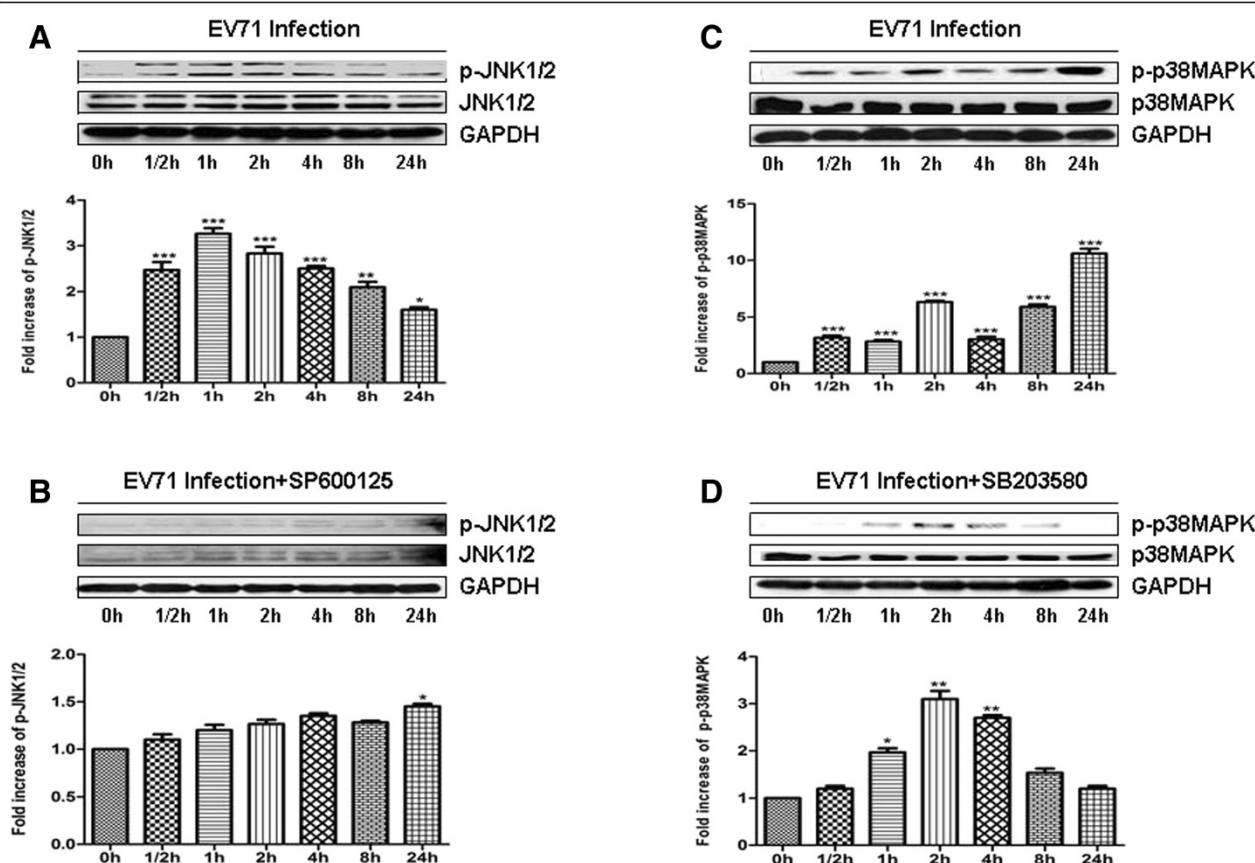 A
EV71 Infection
p-JNK1/2
JNK1/2
GAPDH
0h 1/2h 1h 2h 4h 8h 24h
Fold increase of p-JNK1/2
4
3
2
1
0
***
***
***
***
**
*
0h 1/2h 1h 2h 4h 8h 24h
B
EV71 Infection+SP600125
p-JNK1/2
JNK1/2
GAPDH
0h 1/2h 1h 2h 4h 8h 24h
Fold increase of p-JNK1/2
2.0
1.5
1.0
0.5
0.0
*
0h 1/2h 1h 2h 4h 8h 24h
C
EV71 Infection
p-p38MAPK
p38MAPK
GAPDH
0h 1/2h 1h 2h 4h 8h 24h
Fold increase of p-p38MAPK
15
10
5
0
***
***
***
***
***
***
0h 1/2h 1h 2h 4h 8h 24h
D
EV71 Infection+SB203580
p-p38MAPK
p38MAPK
GAPDH
0h 1/2h 1h 2h 4h 8h 24h
Fold increase of p-p38MAPK
4
3
2
1
0
*
**
**
0h 1/2h 1h 2h 4h 8h 24h